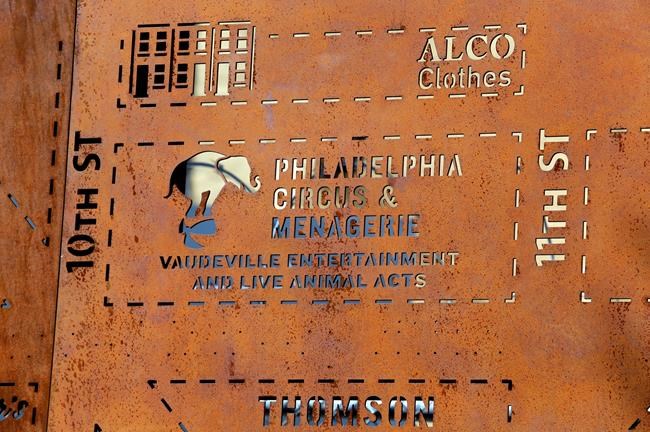 ALCO
Clothes
10TH ST
PHILADELPHIA
CIRCUS &
MENAGERIE
VAUDEVILLE ENTERTAINMENT
AND LIVE ANIMAL ACTS
11TH ST
THOMSON